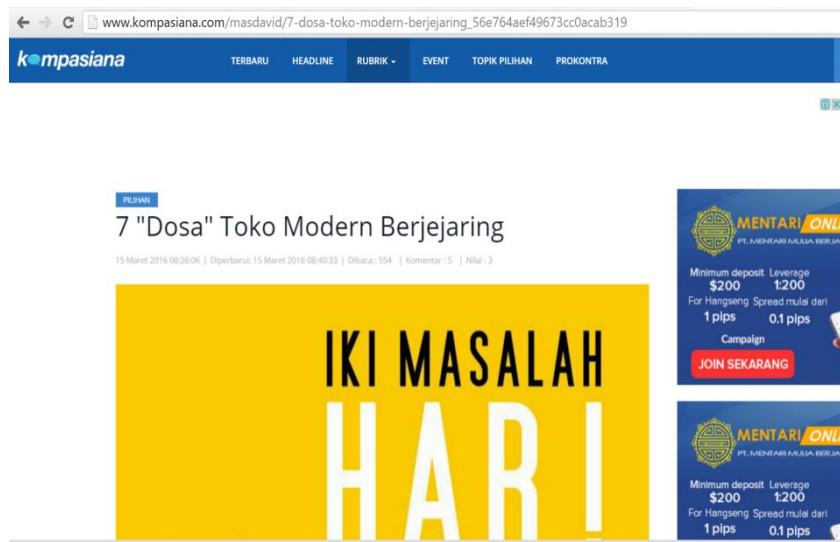 www.kompasiana.com/masdavid/7-dosa-toko-modern-berjejaring_56e764aef49673cc0acab319
kompasiana
TERBARU HEADLINE RUBRIK EVENT TOPIK PILIHAN PROKONTRA
PILIHAN
7 "Dosa" Toko Modern Berjejaring
15 Maret 2016 08:26:06 | Diperbarui: 15 Maret 2016 08:40:33 | Dibaca : 554 | Komentar : 5 | Nilai : 3
IKI MASALAH
HAR!
MENTARI ONLI
PT. MENTARI MULIA BERJA
Minimum deposit Leverage
$200 1:200
For Hangseng Spread mulai dari
1 pips 0.1 pips
Campaign
JOIN SEKARANG
MENTARI ONLI
PT. MENTARI MULIA BERJA
Minimum deposit Leverage
$200 1:200
For Hangseng Spread mulai dari
1 pips 0.1 pips